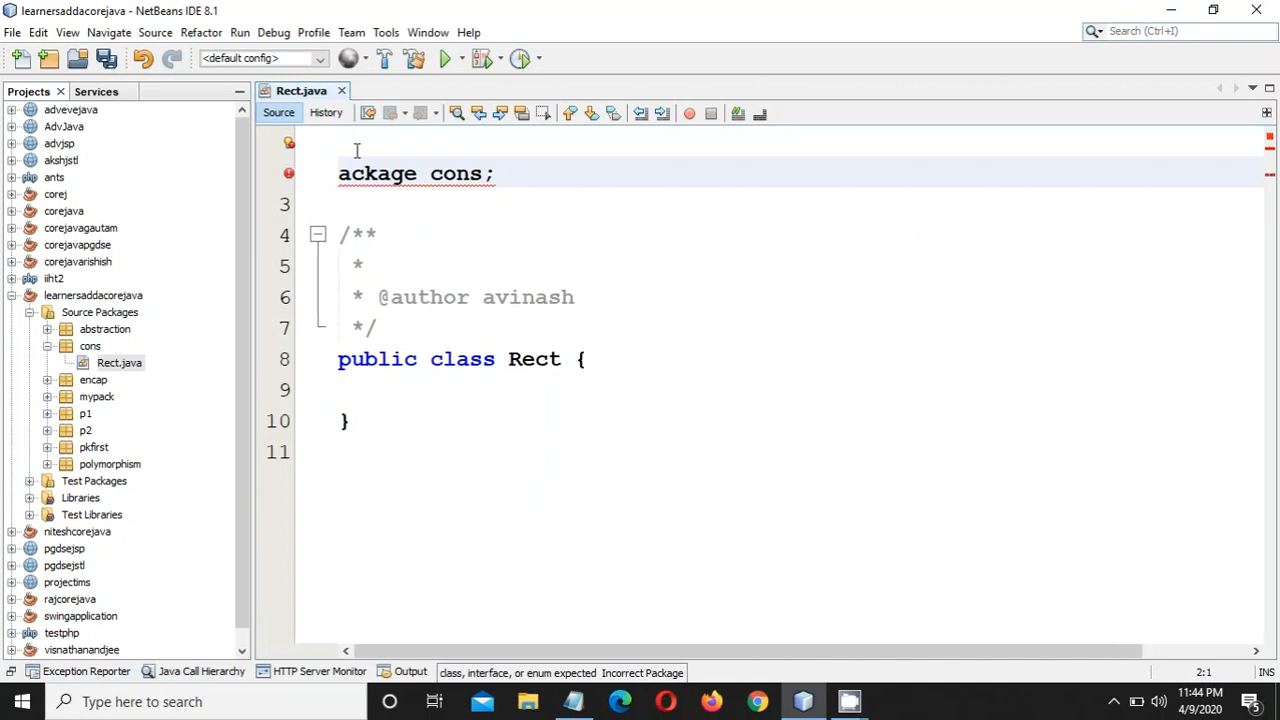 learnersaddacorejava - NetBeans IDE 8.1
File Edit View Navigate Source Refactor Run Debug Profile Team Tools Window Help
Search (Ctrl+I)
<default config>
Projects Services
Rect.java
Source History
advevejava
AdvJava
advjsp
akshjstl
ants
corej
corejava
corejavagautam
corejavapgdse
corejavarishish
iiht2
learnersaddacorejava
Source Packages
abstraction
cons
Rect.java
encap
mypack
p1
p2
pkfirst
polymorphism
Test Packages
Libraries
Test Libraries
niteshcorejava
pgdsejsp
pgdsejstl
projectims
rajcorejava
swingapplication
testphp
visnathanandjee
ackage cons;
3
4 /**
5 *
6 * @author avinash
7 */
8 public class Rect {
9
10 }
11
Exception Reporter Java Call Hierarchy HTTP Server Monitor Output class, interface, or enum expected Incorrect Package 2:1 INS
Type here to search
11:44 PM
4/9/2020
5